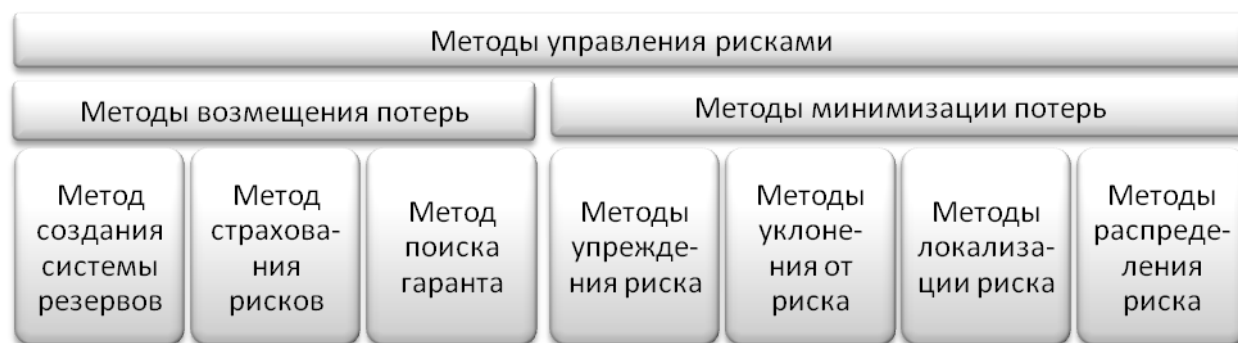 Методы управления рисками
Методы возмещения потерь
Методы минимизации потерь
Метод
создания
системы
резервов
Метод
страхова-
ния
рисков
Метод
поиска
гаранта
Методы
упрежде-
ния риска
Методы
уклоне-
ния от
риска
Методы
локализа-
ции риска
Методы
распреде-
ления
риска